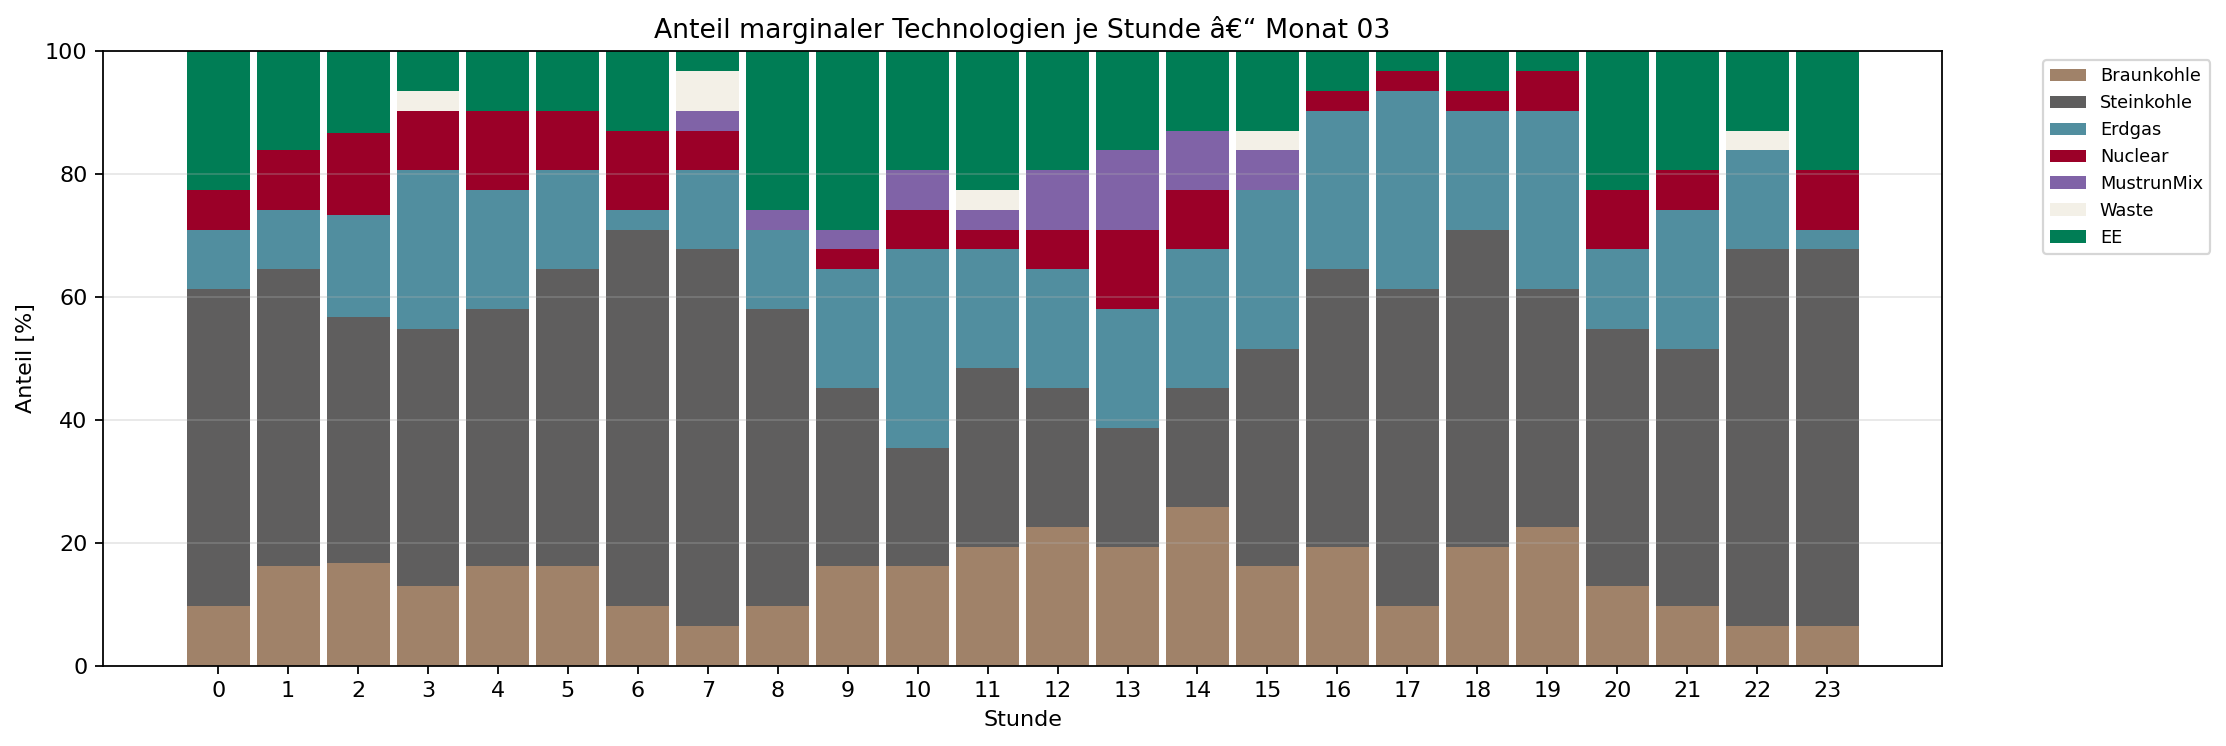 Anteil marginaler Technologien je Stunde â€“ Monat 03
100
80
60
40
20
0
Anteil [%]
0 1 2 3 4 5 6 7 8 9 10 11 12 13 14 15 16 17 18 19 20 21 22 23
Stunde
Braunkohle
Steinkohle
Erdgas
Nuclear
MustrunMix
Waste
EE